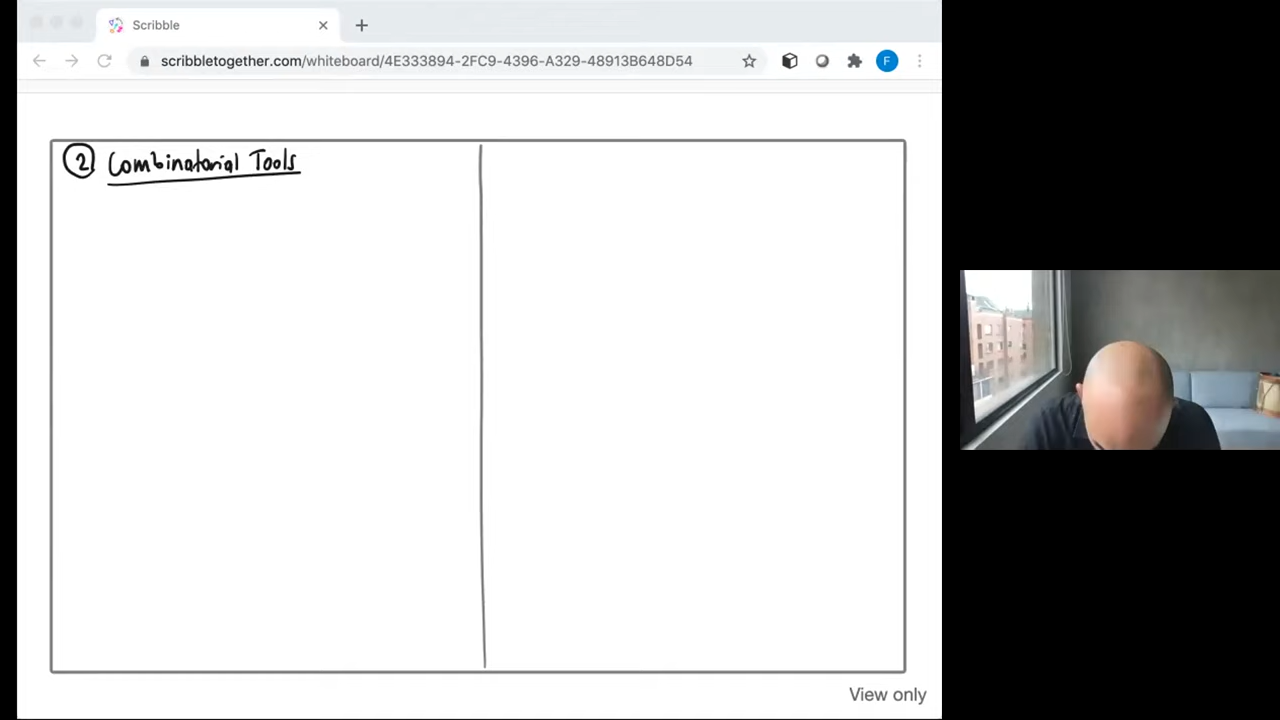 Scribble
scribbletogether.com/whiteboard/4E333894-2FC9-4396-A329-48913B648D54
F
2 Combinatorial Tools
View only